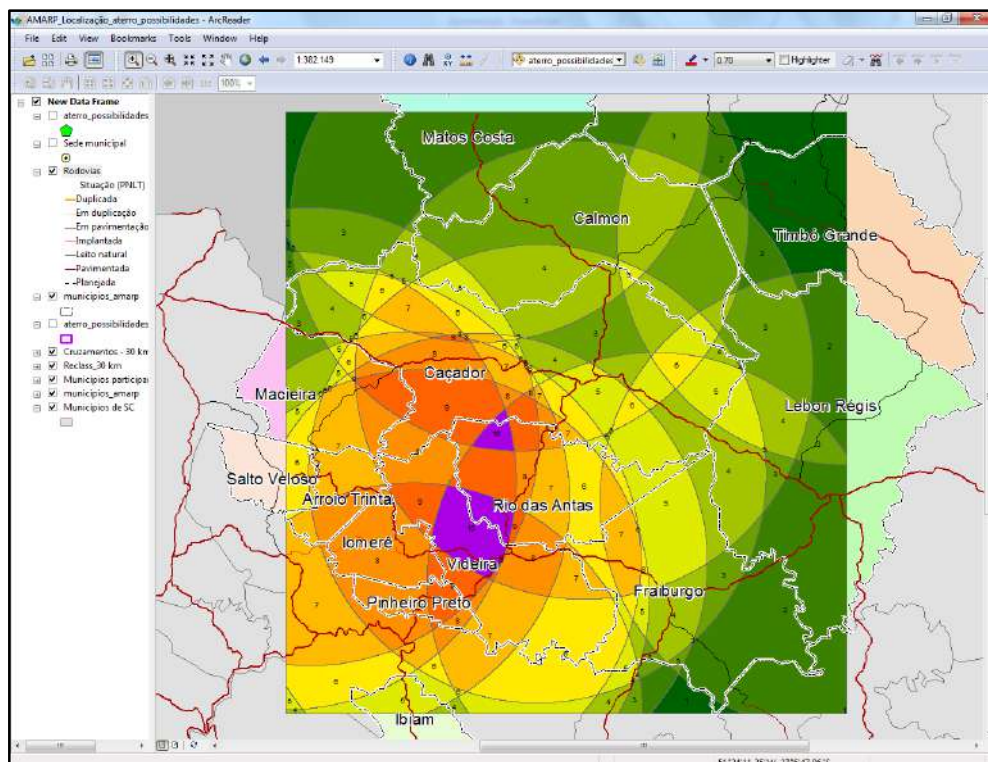 AMARP_Localização_aterro_possibilidades - ArcReader
File Edit View Bookmarks Tools Window Help
1:382.149
aterro_possibilidades
0.70
Highlighter
100%
New Data Frame
aterro_possibilidades
Sede municipal
Rodovias
Situação (PNLT)
Duplicada
Em duplicação
Em pavimentação
Implantada
Leito natural
Pavimentada
Planejada
municipios_amarp
aterro_possibilidades
Cruzamentos - 30 km
Reclass_30 km
Municipios participa
municipios_amarp
Municipios de SC
Matos Costa
Calmon
Timbó Grande
Caçador
Macieira
Lebon Régis
Salto Veloso
Arroio Trinta
Rio das Antas
Iomerê
Videira
Fraiburgo
Pinheiro Preto
Ibiam